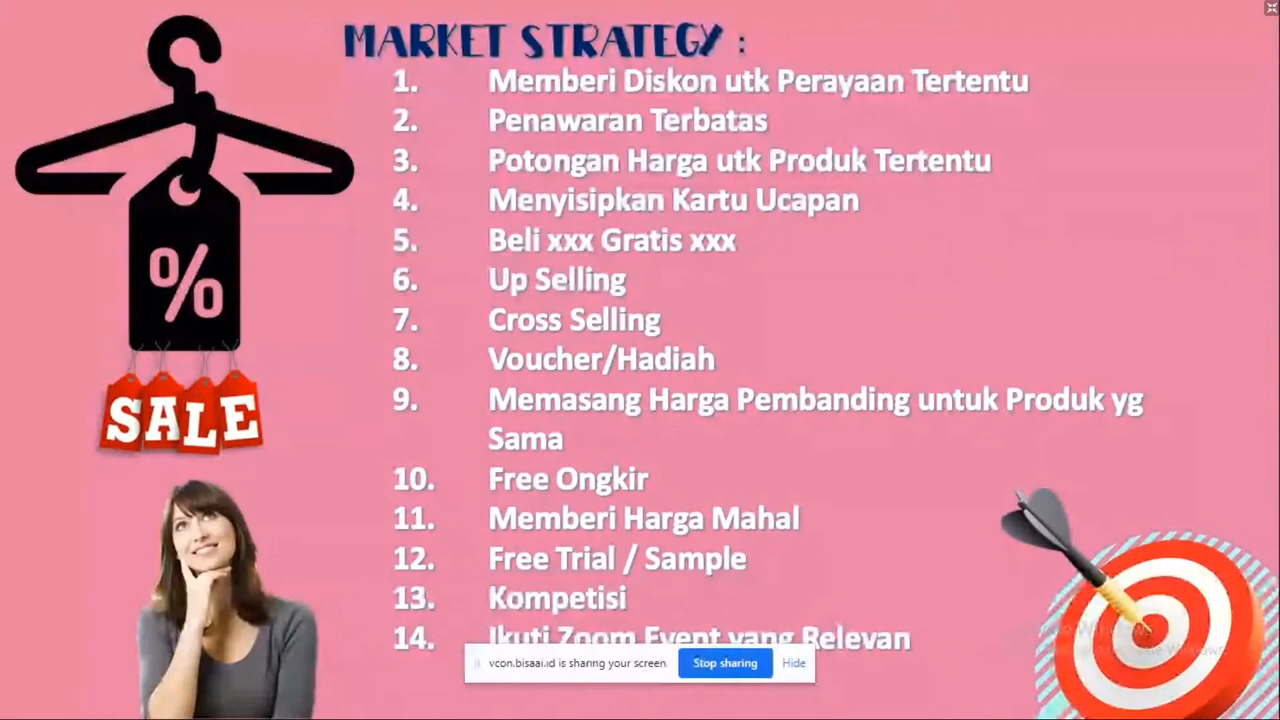 MARKET STRATEGY :
1. Memberi Diskon utk Perayaan Tertentu
2. Penawaran Terbatas
3. Potongan Harga utk Produk Tertentu
4. Menyisipkan Kartu Ucapan
5. Beli xxx Gratis xxx
6. Up Selling
7. Cross Selling
8. Voucher/Hadiah
9. Memasang Harga Pembanding untuk Produk yg
Sama
10. Free Ongkir
11. Memberi Harga Mahal
12. Free Trial / Sample
13. Kompetisi
14. Ikuti Zoom Event yang Relevan
%
SALE
vcon.bisaai.id is sharing your screen. Stop sharing Hide